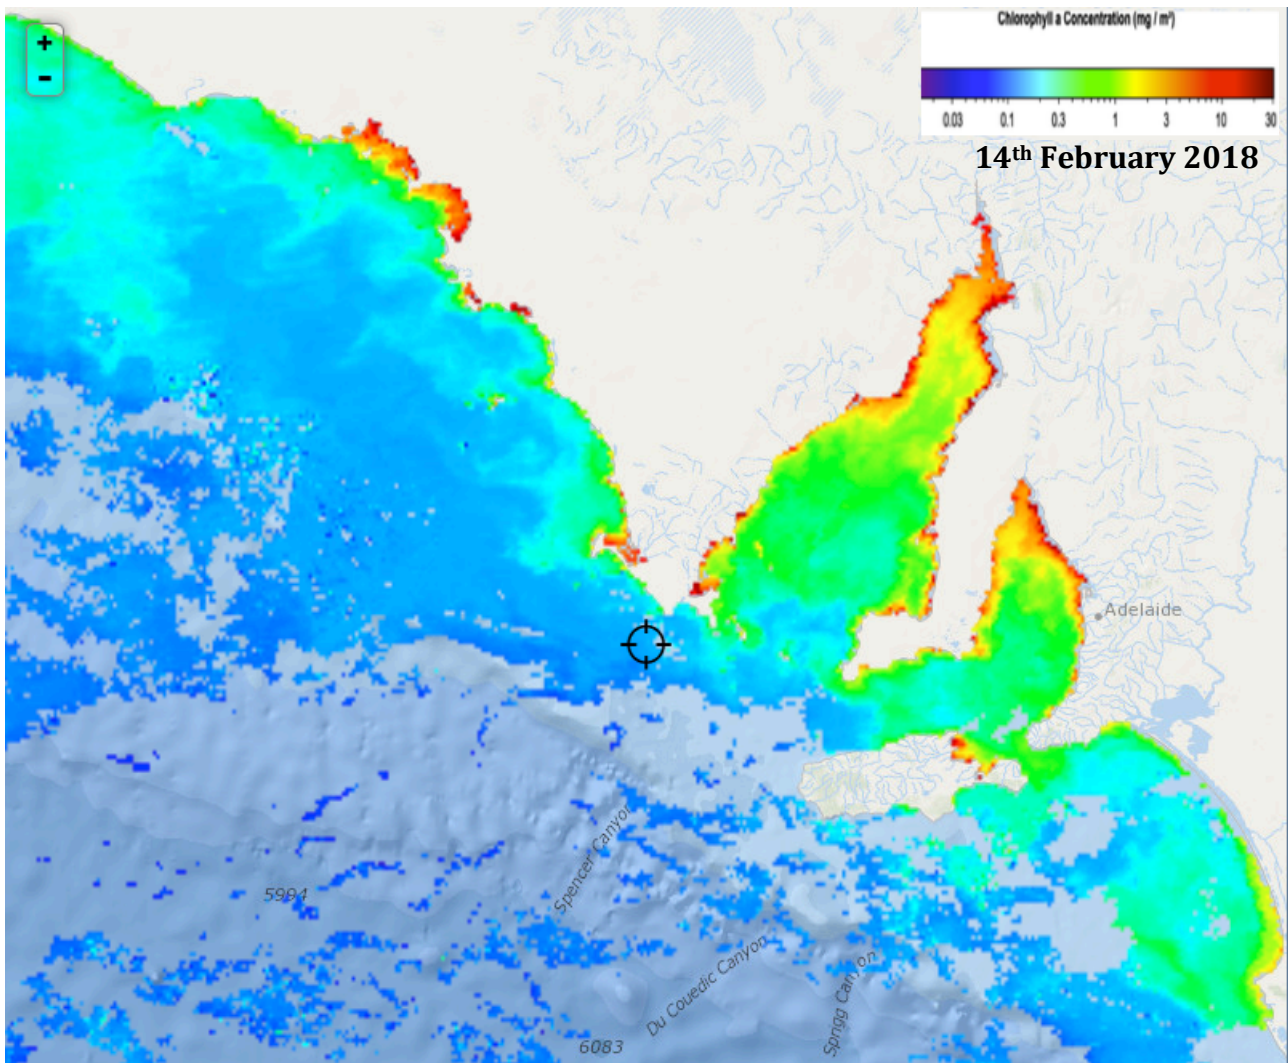 +
-
Chlorophyll a Concentration (mg / m³)
0.03 0.1 0.3 1 3 10 30
14th February 2018
Adelaide
Spencer Canyon
5994
Du Couedic Canyon
Sprigg Canyon
6083